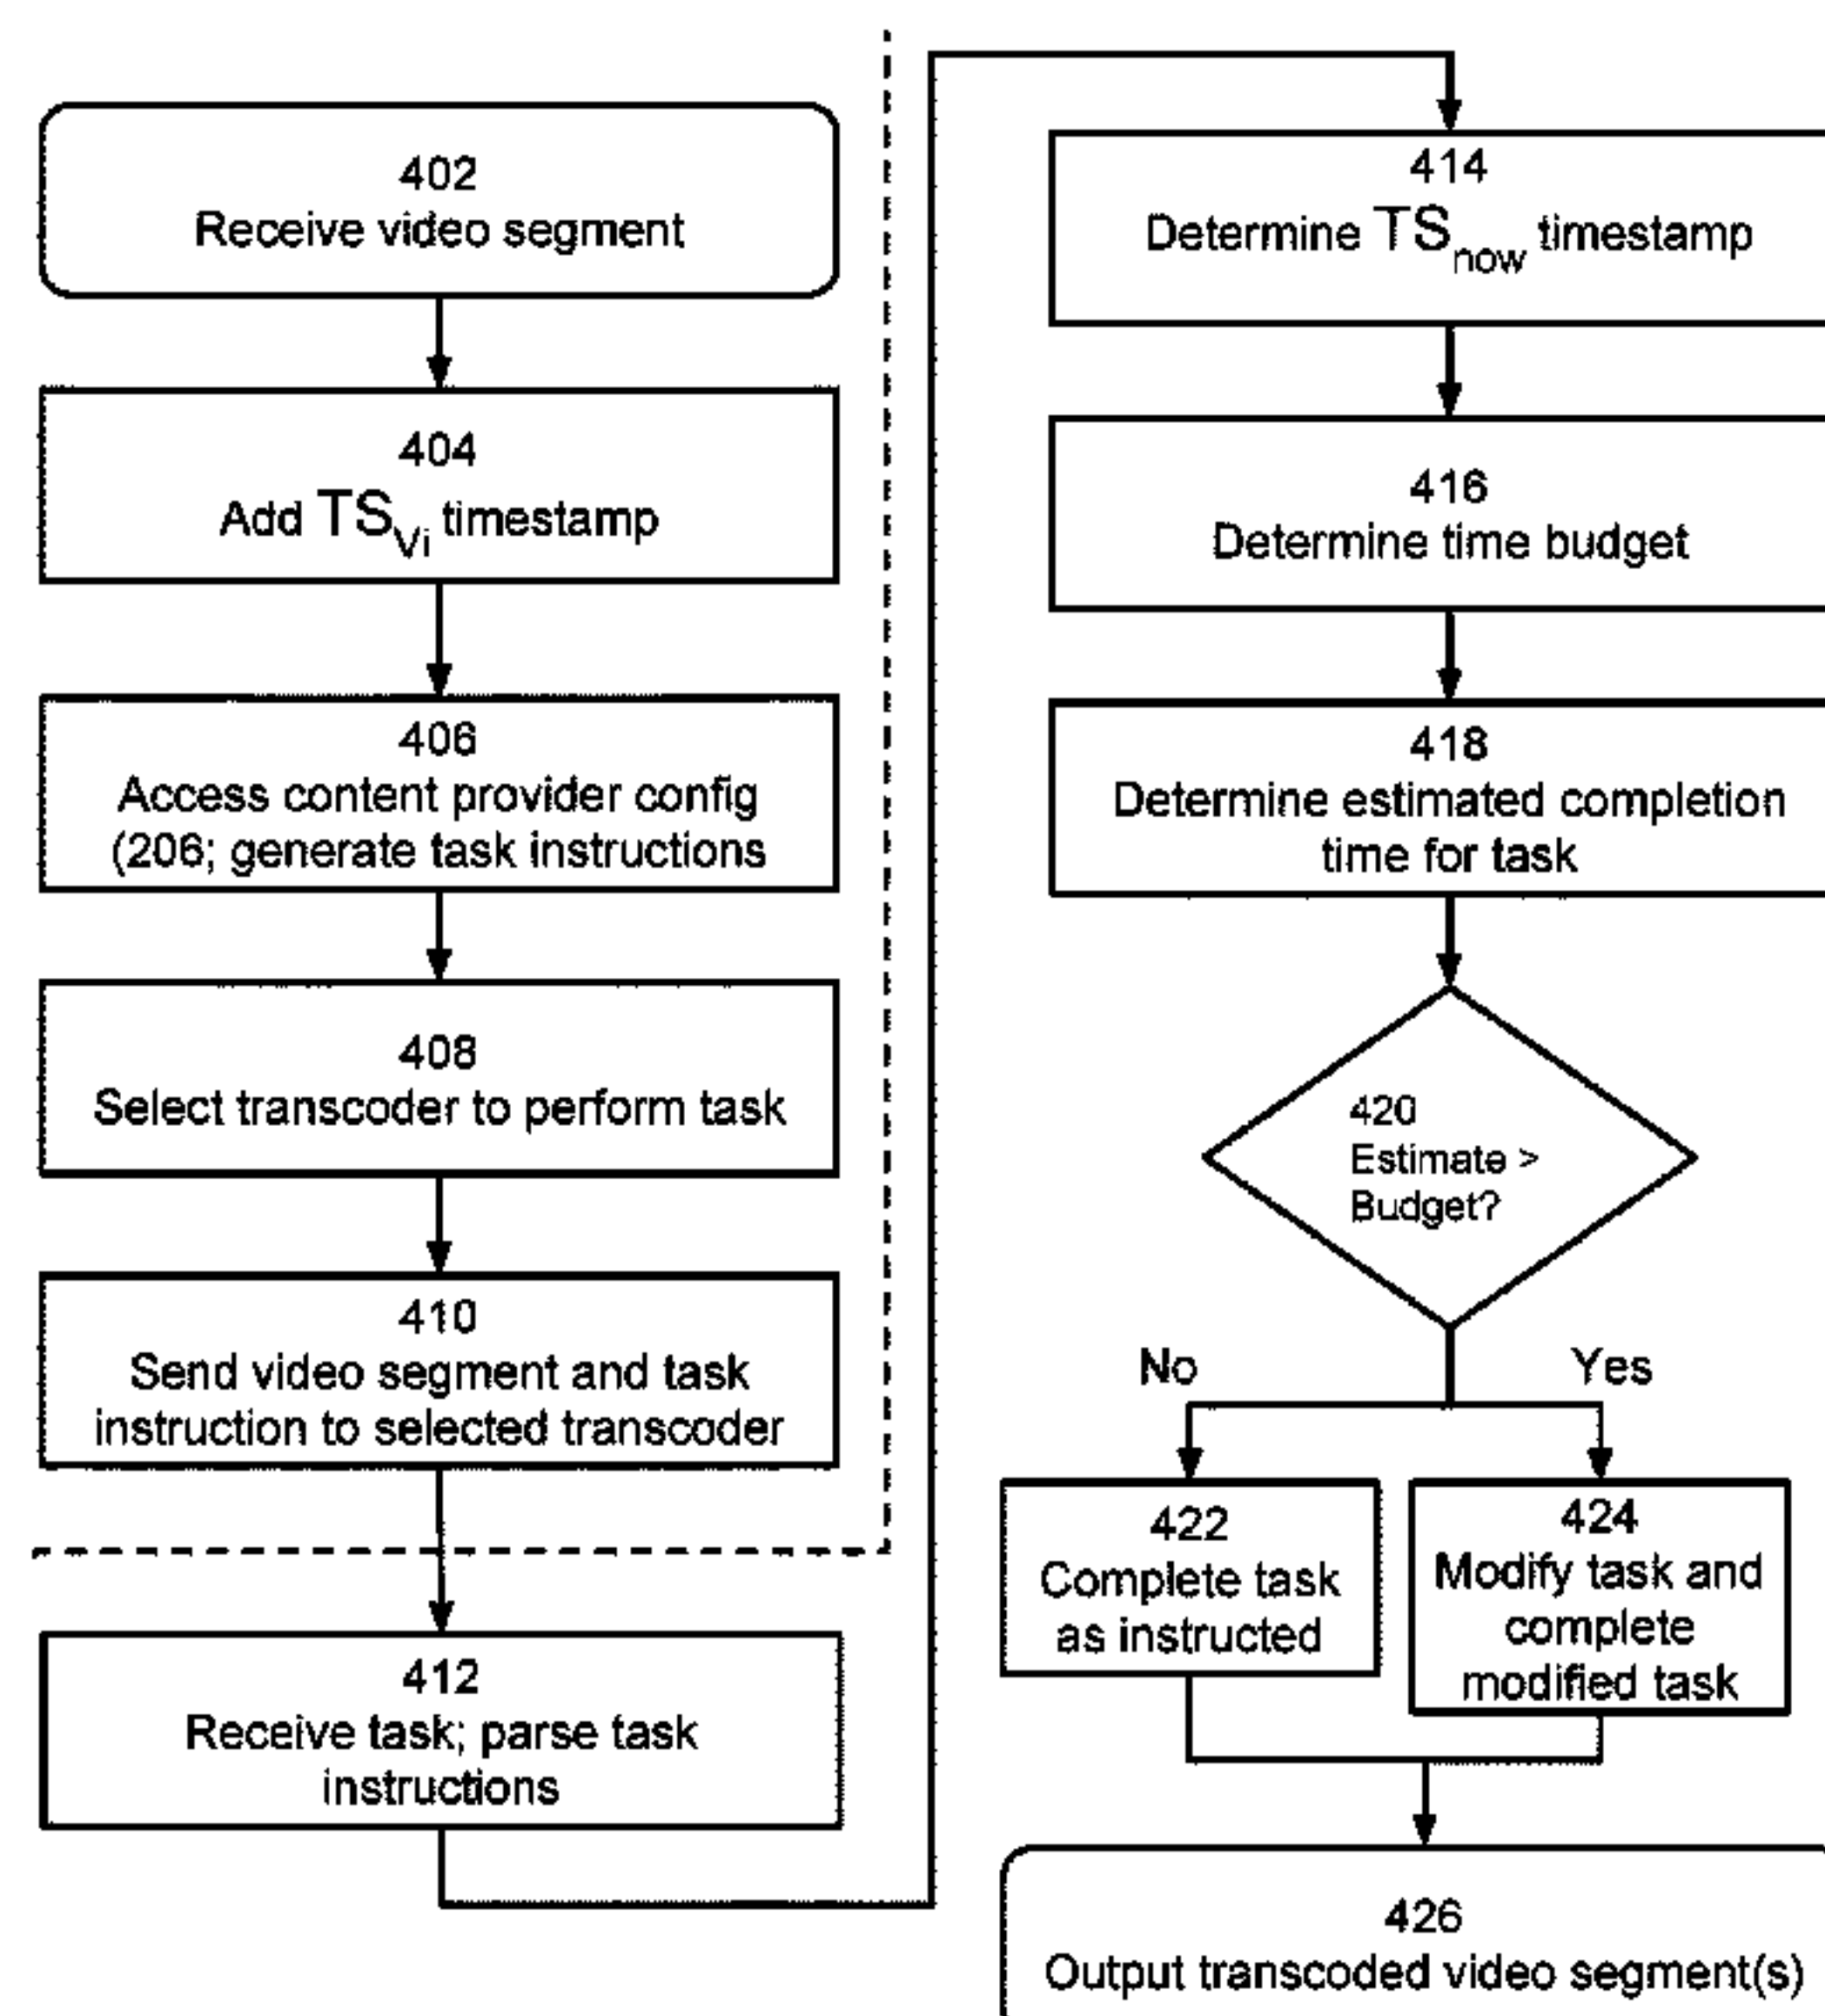 402
Receive video segment
404
Add TSVi timestamp
406
Access content provider config
(206; generate task instructions
408
Select transcoder to perform task
410
Send video segment and task
instruction to selected transcoder
412
Receive task; parse task
instructions
414
Determine TSnow timestamp
416
Determine time budget
418
Determine estimated completion
time for task
420
Estimate >
Budget?
No
Yes
422
Complete task
as instructed
424
Modify task and
complete
modified task
426
Output transcoded video segment(s)